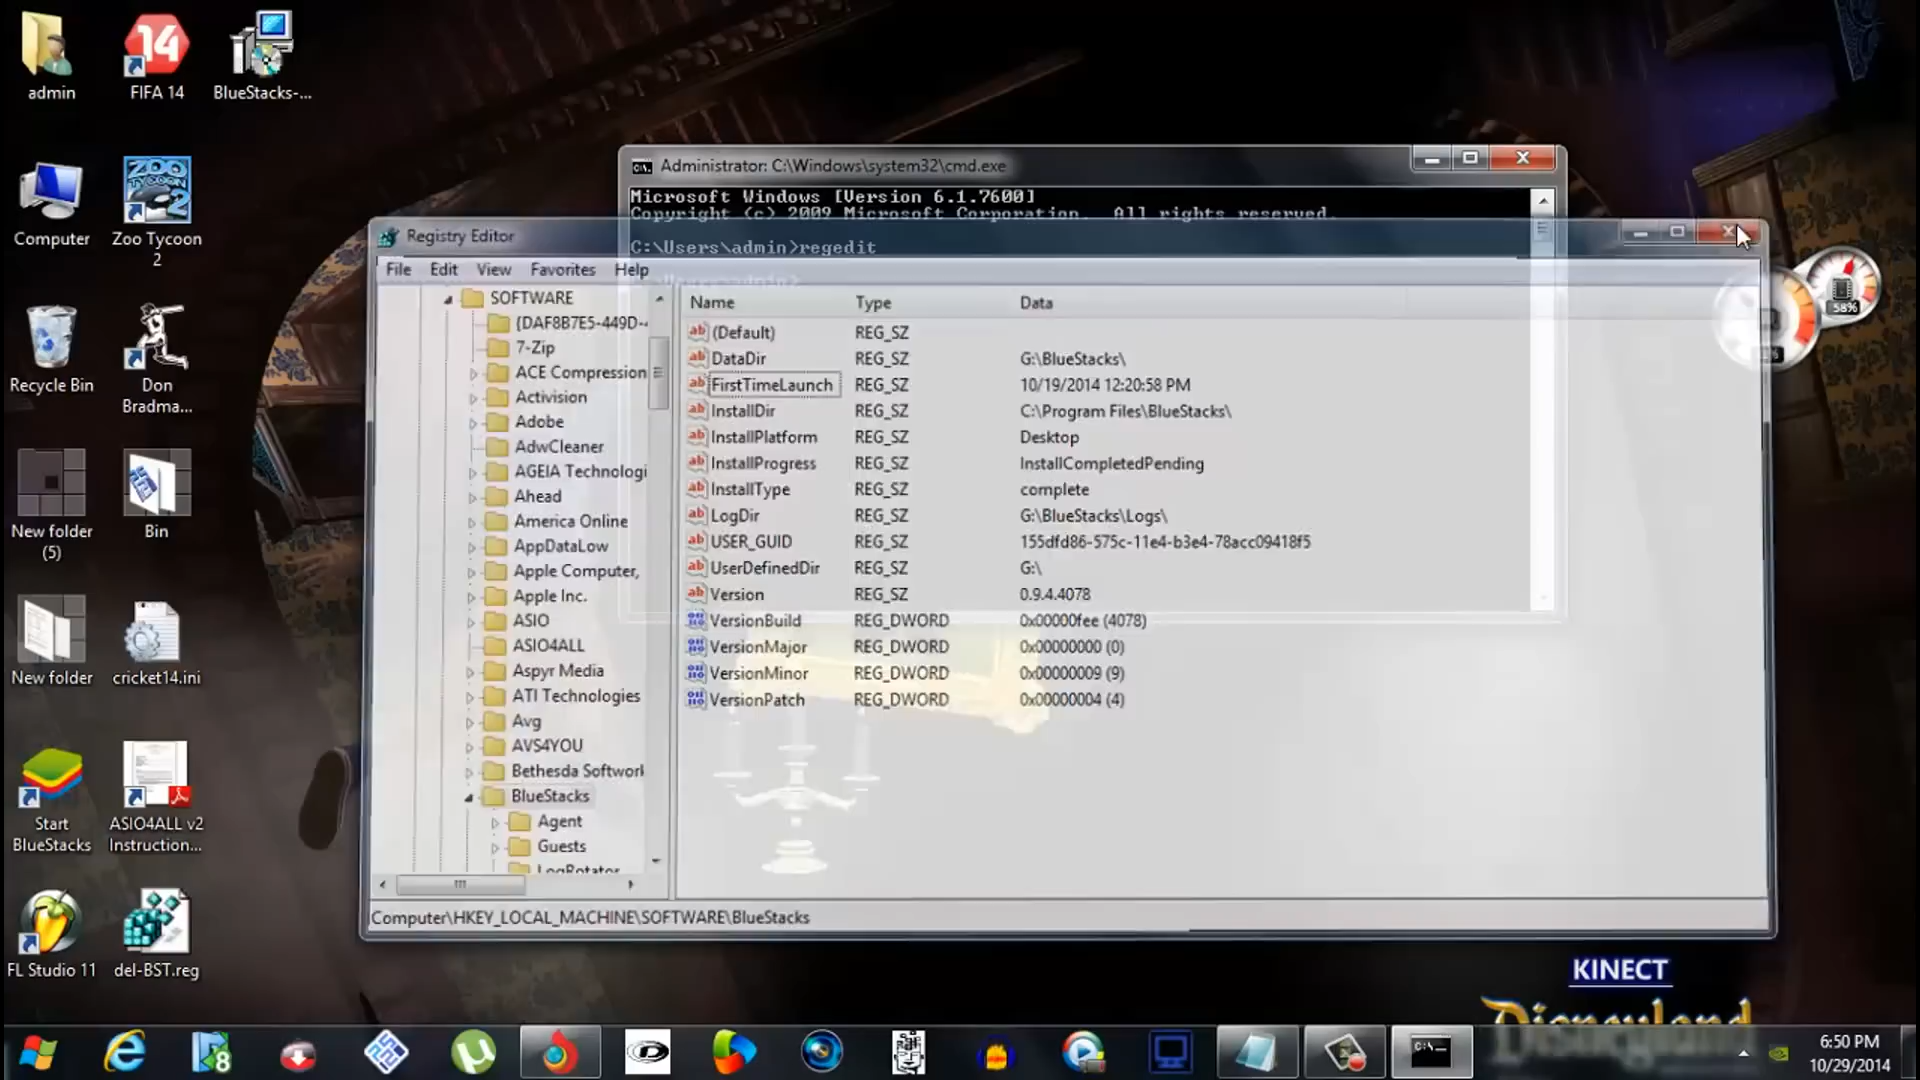 admin
FIFA 14
BlueStacks-...
Computer
Zoo Tycoon
2
Recycle Bin
Don
Bradma...
New folder
(5)
Bin
New folder
cricket14.ini
Start
BlueStacks
ASIO4ALL v2
Instruction...
FL Studio 11
del-BST.reg
Administrator: C:\Windows\system32\cmd.exe
Microsoft Windows [Version 6.1.7600]
Copyright (c) 2009 Microsoft Corporation. All rights reserved.
C:\Users\admin>regedit
Registry Editor
File Edit View Favorites Help
SOFTWARE
{DAF8B7E5-449D-4
7-Zip
ACE Compression
Activision
Adobe
AdwCleaner
AGEIA Technologi
Ahead
America Online
AppDataLow
Apple Computer,
Apple Inc.
ASIO
ASIO4ALL
Aspyr Media
ATI Technologies
Avg
AVS4YOU
Bethesda Softwork
BlueStacks
Agent
Guests
LogRotator
Name Type Data
(Default) REG_SZ
DataDir REG_SZ G:\BlueStacks\
FirstTimeLaunch REG_SZ 10/19/2014 12:20:58 PM
InstallDir REG_SZ C:\Program Files\BlueStacks\
InstallPlatform REG_SZ Desktop
InstallProgress REG_SZ InstallCompletedPending
InstallType REG_SZ complete
LogDir REG_SZ G:\BlueStacks\Logs\
USER_GUID REG_SZ 155dfd86-575c-11e4-b3e4-78acc09418f5
UserDefinedDir REG_SZ G:\
Version REG_SZ 0.9.4.4078
VersionBuild REG_DWORD 0x00000fee (4078)
VersionMajor REG_DWORD 0x00000000 (0)
VersionMinor REG_DWORD 0x00000009 (9)
VersionPatch REG_DWORD 0x00000004 (4)
Computer\HKEY_LOCAL_MACHINE\SOFTWARE\BlueStacks
58%
KINECT
Disneyland
6:50 PM
10/29/2014